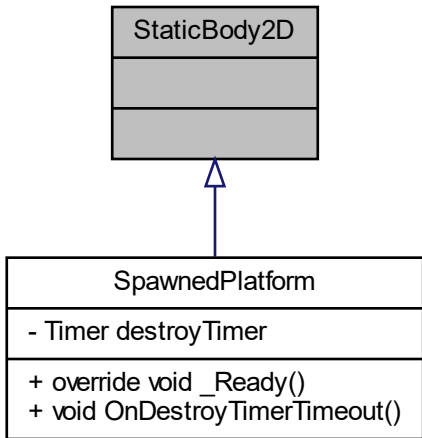 StaticBody2D
SpawnedPlatform
- Timer destroyTimer
+ override void _Ready()
+ void OnDestroyTimerTimeout()